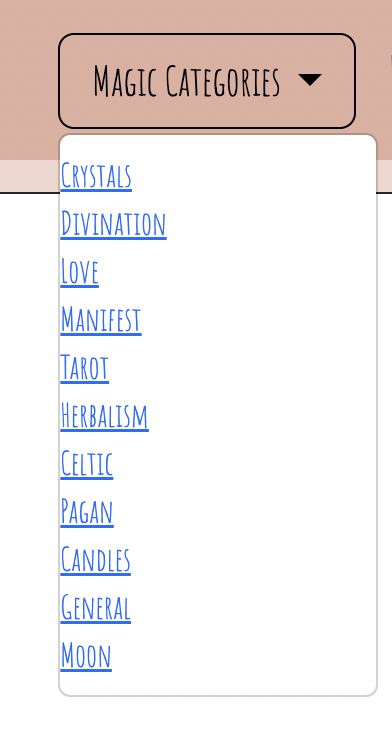 Magic Categories
Crystals
Divination
Love
Manifest
Tarot
Herbalism
Celtic
Pagan
Candles
General
Moon